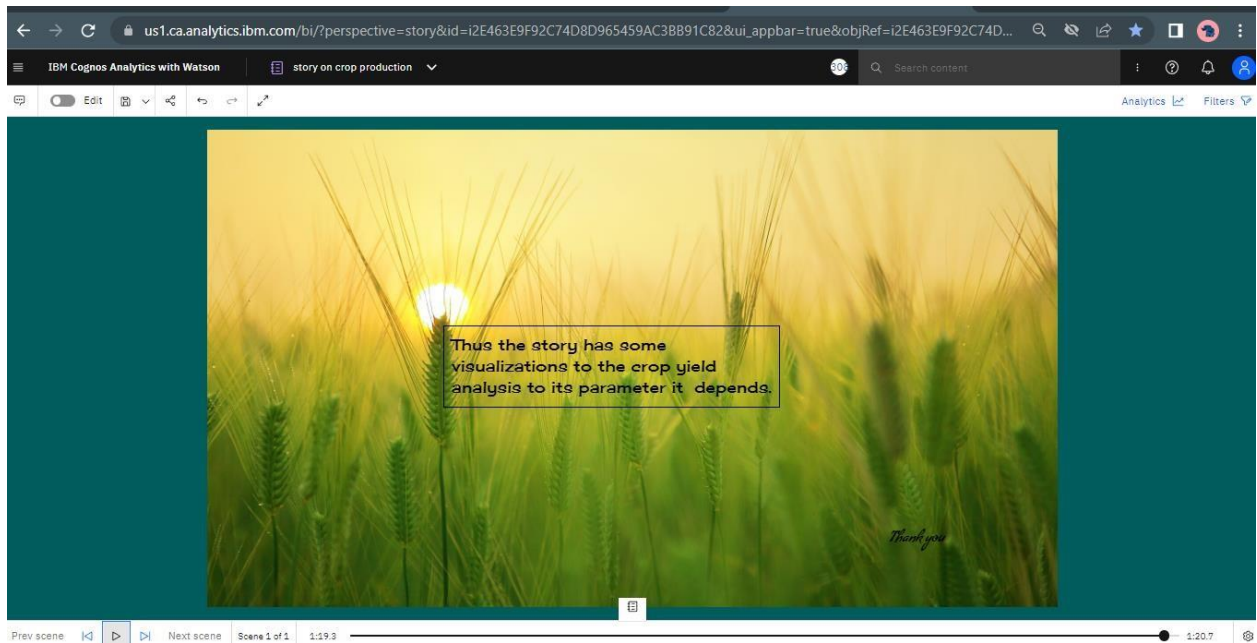 us1.ca.analytics.ibm.com/bi/?perspective=story&id=i2E463E9F92C74D8D965459AC3BB91C82&ui_appbar=true&objRef=i2E463E9F92C74D...
IBM Cognos Analytics with Watson
story on crop production
Search content
Edit
Analytics
Filters
Thus the story has some
visualizations to the crop yield
analysis to its parameter it depends.
Thank you
Prev scene
Next scene
Scene 1 of 1
1:19.3
1:20.7